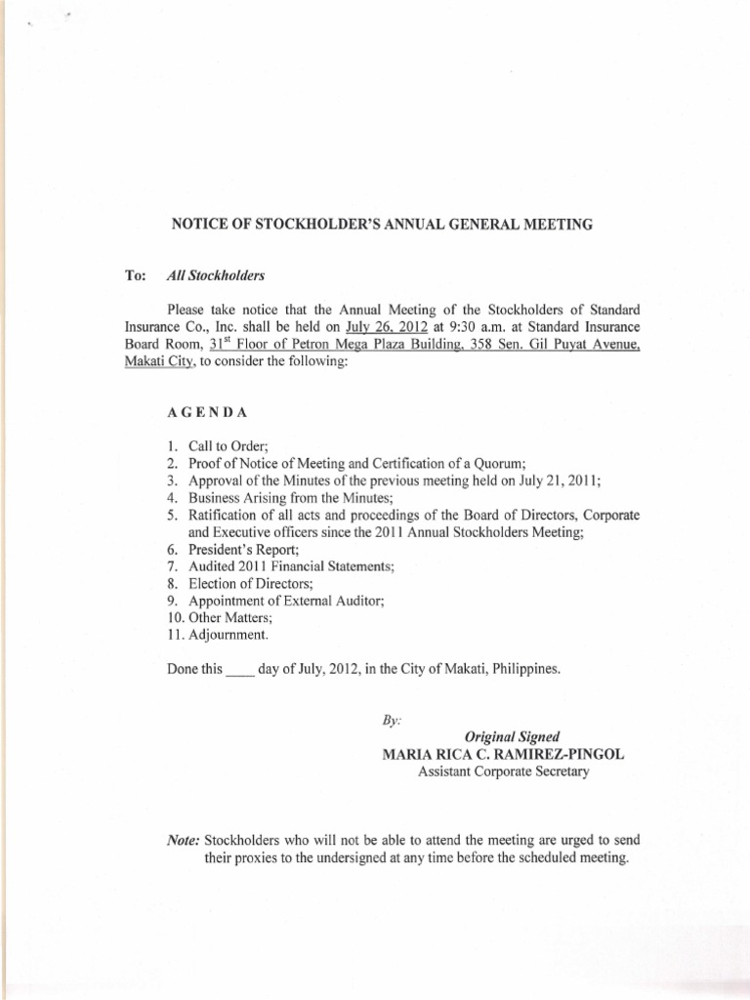 NOTICE OF STOCKHOLDER'S ANNUAL GENERAL MEETING
To: All Stockholders
Please take notice that the Annual Meeting of the Stockholders of Standard
Insurance Co., Inc. shall be held on July 26, 2012 at 9:30 a.m. at Standard Insurance
Board Room, 31st Floor of Petron Mega Plaza Building, 358 Sen. Gil Puyat Avenue,
Makati City, to consider the following:
A G E N D A
1. Call to Order;
2. Proof of Notice of Meeting and Certification of a Quorum;
3. Approval of the Minutes of the previous meeting held on July 21, 2011;
4. Business Arising from the Minutes;
5. Ratification of all acts and proceedings of the Board of Directors, Corporate
and Executive officers since the 2011 Annual Stockholders Meeting;
6. President's Report;
7. Audited 2011 Financial Statements;
8. Election of Directors;
9. Appointment of External Auditor;
10. Other Matters;
11. Adjournment.
Done this ____ day of July, 2012, in the City of Makati, Philippines.
By:
Original Signed
MARIA RICA C. RAMIREZ-PINGOL
Assistant Corporate Secretary
Note: Stockholders who will not be able to attend the meeting are urged to send
their proxies to the undersigned at any time before the scheduled meeting.